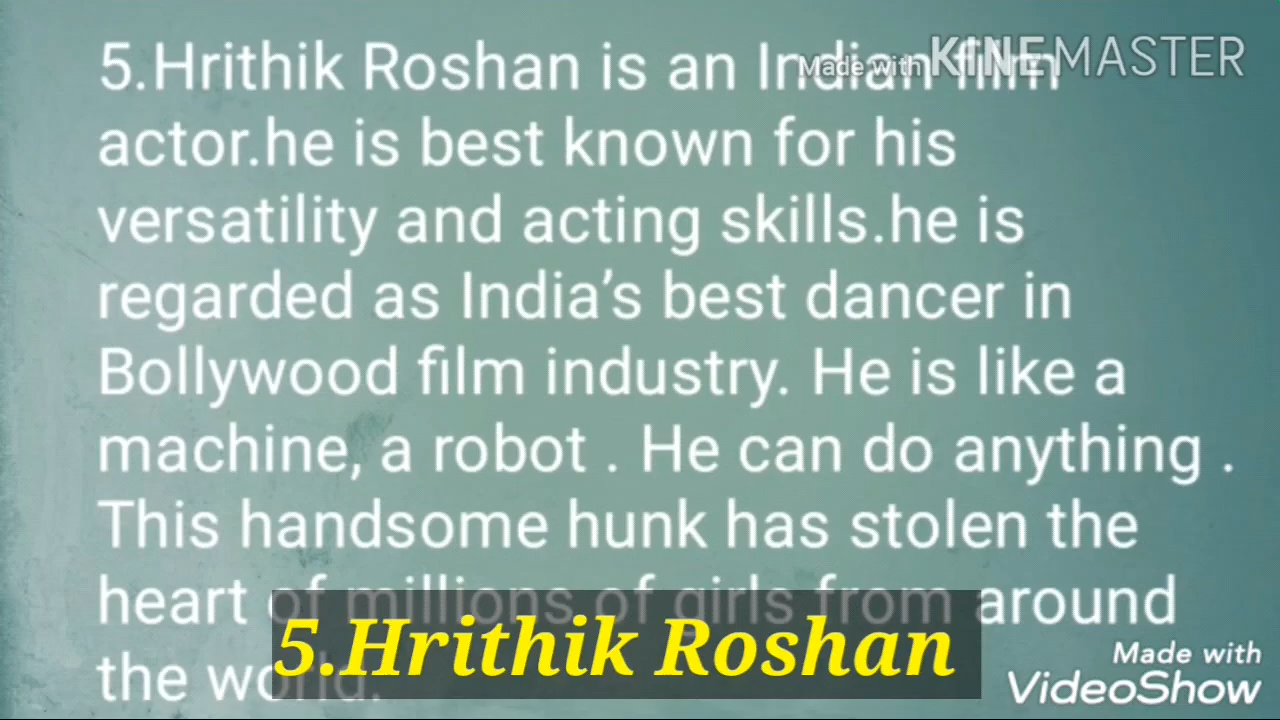 5.Hrithik Roshan is an Indian film
Made with KINEMASTER
actor.he is best known for his
versatility and acting skills.he is
regarded as India’s best dancer in
Bollywood film industry. He is like a
machine, a robot . He can do anything .
This handsome hunk has stolen the
heart of millions of girls from around
the world.
5.Hrithik Roshan
Made with
VideoShow